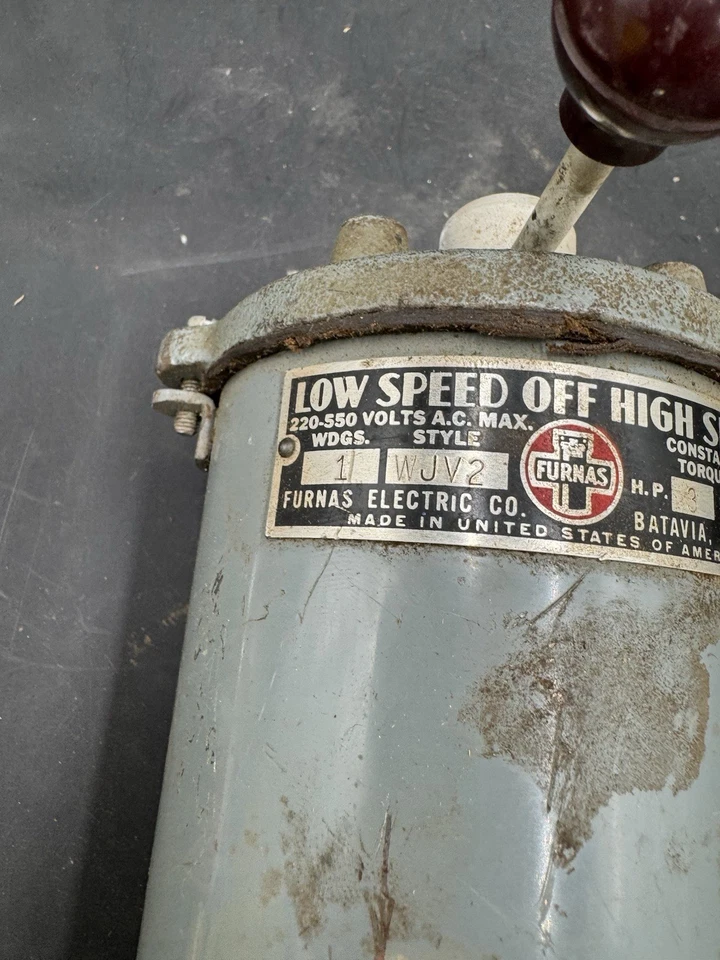 LOW SPEED OFF HIGH S
220-550 VOLTS A.C. MAX.
WDGS. STYLE
1 WJV2
FURNAS
CONSTA
TORQU
H.P. 3
FURNAS ELECTRIC CO.
BATAVIA,
MADE IN UNITED STATES OF AMER